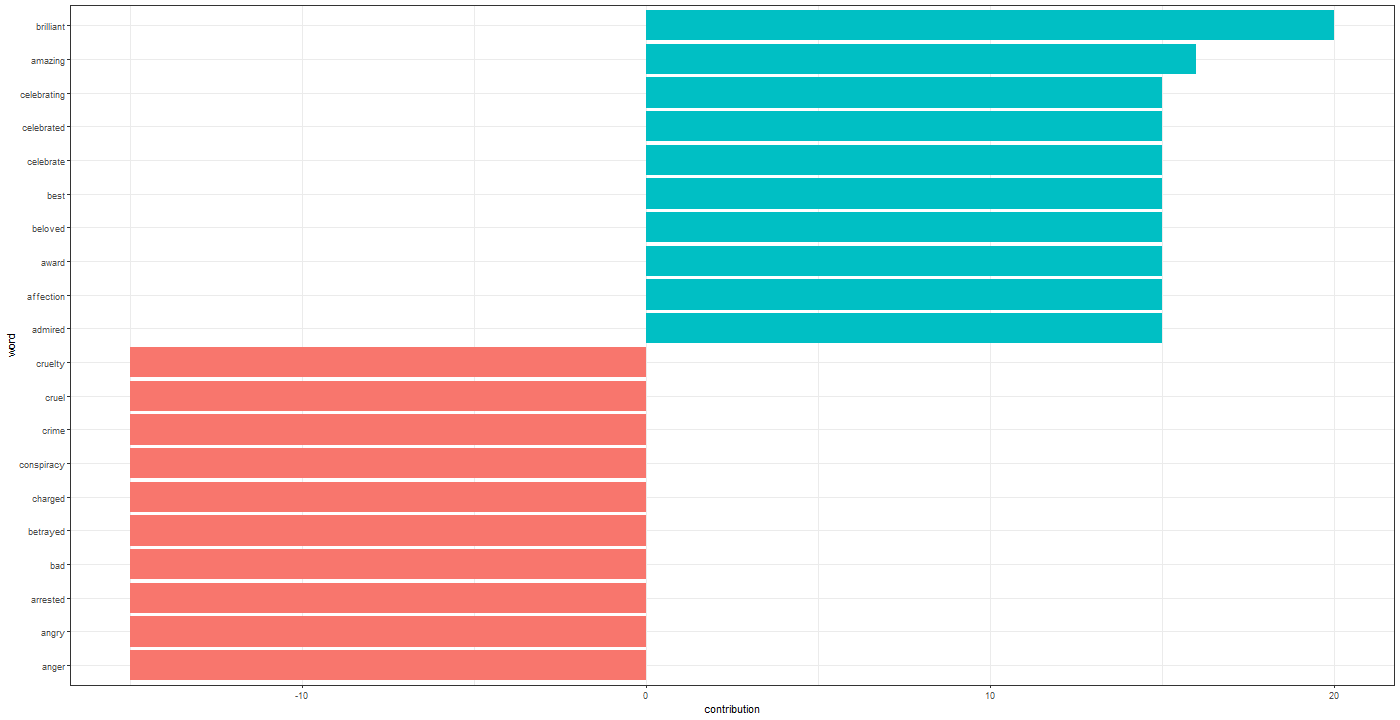 brilliant
amazing
celebrating
celebrated
celebrate
best
beloved
award
affection
admired
cruelty
cruel
crime
conspiracy
charged
betrayed
bad
arrested
angry
anger
word
-10 0 10 20
contribution